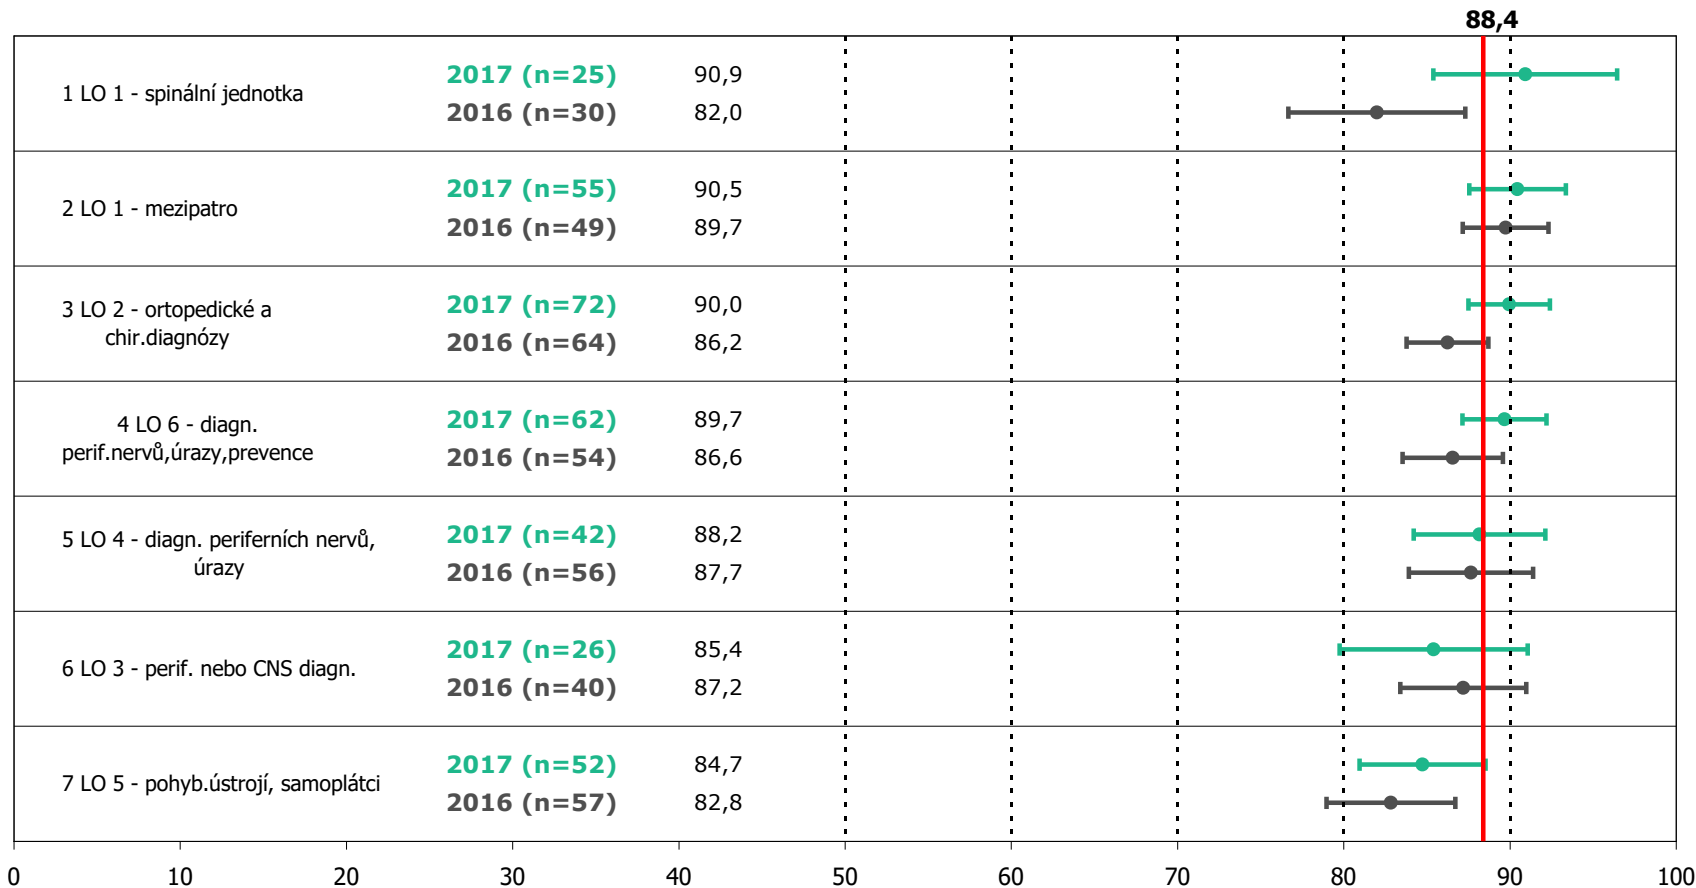 88,4
1 LO 1 - spinální jednotka
2017 (n=25) 90,9
2016 (n=30) 82,0
2 LO 1 - mezipatro
2017 (n=55) 90,5
2016 (n=49) 89,7
3 LO 2 - ortopedické a
chir.diagnózy
2017 (n=72) 90,0
2016 (n=64) 86,2
4 LO 6 - diagn.
perif.nervů,úrazy,prevence
2017 (n=62) 89,7
2016 (n=54) 86,6
5 LO 4 - diagn. periferních nervů,
úrazy
2017 (n=42) 88,2
2016 (n=56) 87,7
6 LO 3 - perif. nebo CNS diagn.
2017 (n=26) 85,4
2016 (n=40) 87,2
7 LO 5 - pohyb.ústrojí, samoplátci
2017 (n=52) 84,7
2016 (n=57) 82,8
0 10 20 30 40 50 60 70 80 90 100